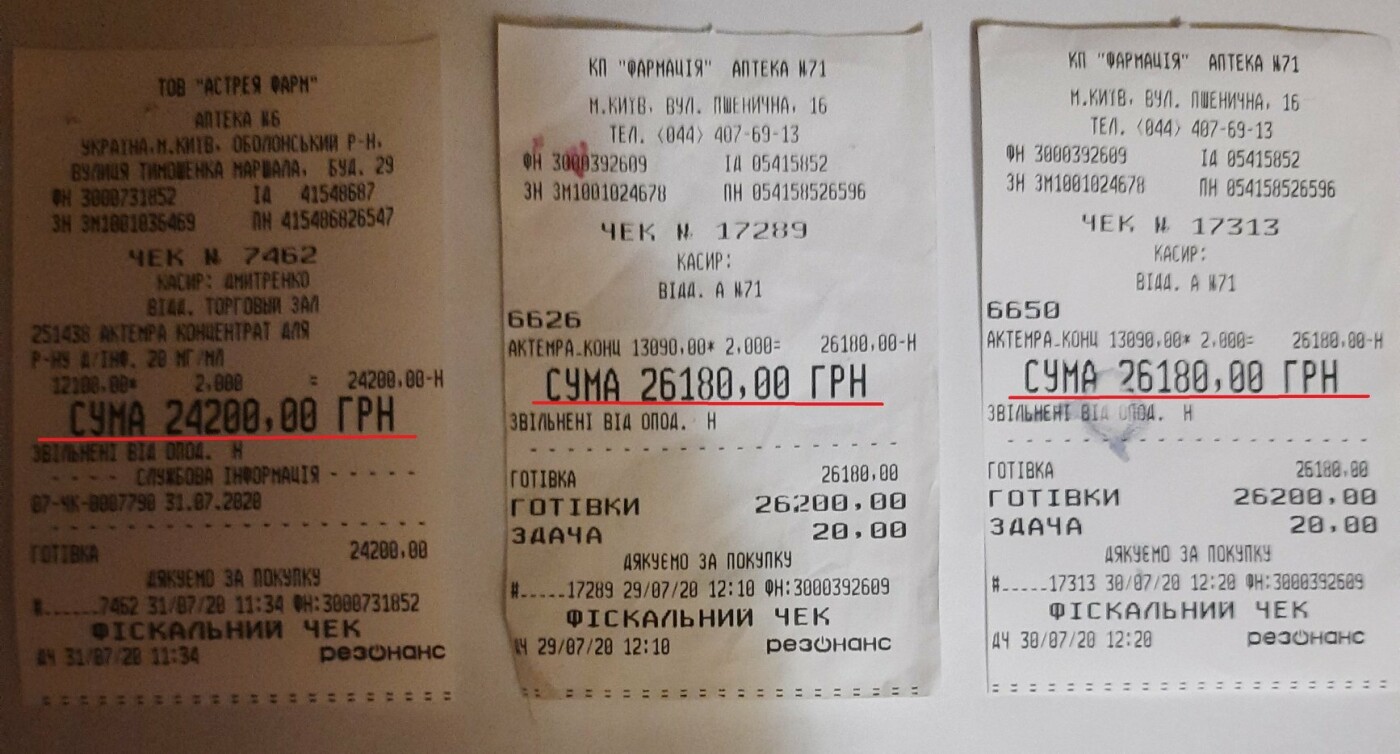 ТОВ "АСТРЕЯ ФАРМ"
АПТЕКА №6
УКРАЇНА,М.КИЇВ, ОБОЛОНСЬКИЙ Р-Н,
ВУЛИЦЯ ТИМОШЕНКА МАРШАЛА, БУД. 29
ФН 3000731852 ІД 41548687
ЗН ЗМ1001036469 ПН 415486826547
ЧЕК № 7462
КАСИР: ДМИТРЕНКО
ВІДД. ТОРГОВЫЙ ЗАЛ
251438 АКТЕМРА КОНЦЕНТРАТ ДЛЯ
Р-НУ Д/ІНФ. 20 МГ/МЛ
12100,00* 2,000 = 24200,00-Н
СУМА 24200,00 ГРН
ЗВІЛЬНЕНІ ВІД ОПОД. Н
- - - - - СЛУЖБОВА ІНФОРМАЦІЯ - - - - -
07-ЧК-0007790 31.07.2020
ГОТІВКА 24200,00
ДЯКУЄМО ЗА ПОКУПКУ
#......7462 31/07/20 11:34 ФН:3000731852
ФІСКАЛЬНИЙ ЧЕК
ДЧ 31/07/20 11:34 резонанс
КП "ФАРМАЦІЯ" АПТЕКА №71
М.КИЇВ, ВУЛ. ПШЕНИЧНА, 16
ТЕЛ. (044) 407-69-13
ФН 3000392609 ІД 05415852
ЗН ЗМ1001024678 ПН 054158526596
ЧЕК № 17289
КАСИР:
ВІДД. А №71
6626
АКТЕМРА-КОНЦ 13090,00* 2,000= 26180,00-Н
СУМА 26180,00 ГРН
ЗВІЛЬНЕНІ ВІД ОПОД. Н
ГОТІВКА 26180,00
ГОТІВКИ 26200,00
ЗДАЧА 20,00
ДЯКУЄМО ЗА ПОКУПКУ
#.....17289 29/07/20 12:10 ФН:3000392609
ФІСКАЛЬНИЙ ЧЕК
ДЧ 29/07/20 12:10 резонанс
КП "ФАРМАЦІЯ" АПТЕКА №71
М.КИЇВ, ВУЛ. ПШЕНИЧНА, 16
ТЕЛ. (044) 407-69-13
ФН 3000392609 ІД 05415852
ЗН ЗМ1001024678 ПН 054158526596
ЧЕК № 17313
КАСИР:
ВІДД. А №71
6650
АКТЕМРА-КОНЦ 13090,00* 2,000= 26180,00-Н
СУМА 26180,00 ГРН
ЗВІЛЬНЕНІ ВІД ОПОД. Н
ГОТІВКА 26180,00
ГОТІВКИ 26200,00
ЗДАЧА 20,00
ДЯКУЄМО ЗА ПОКУПКУ
#.....17313 30/07/20 12:20 ФН:3000392609
ФІСКАЛЬНИЙ ЧЕК
ДЧ 30/07/20 12:20 резонанс